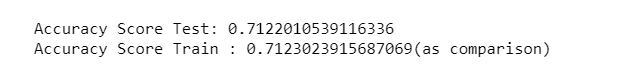 Accuracy Score Test: 0.7122010539116336
Accuracy Score Train : 0.7123023915687069(as comparison)